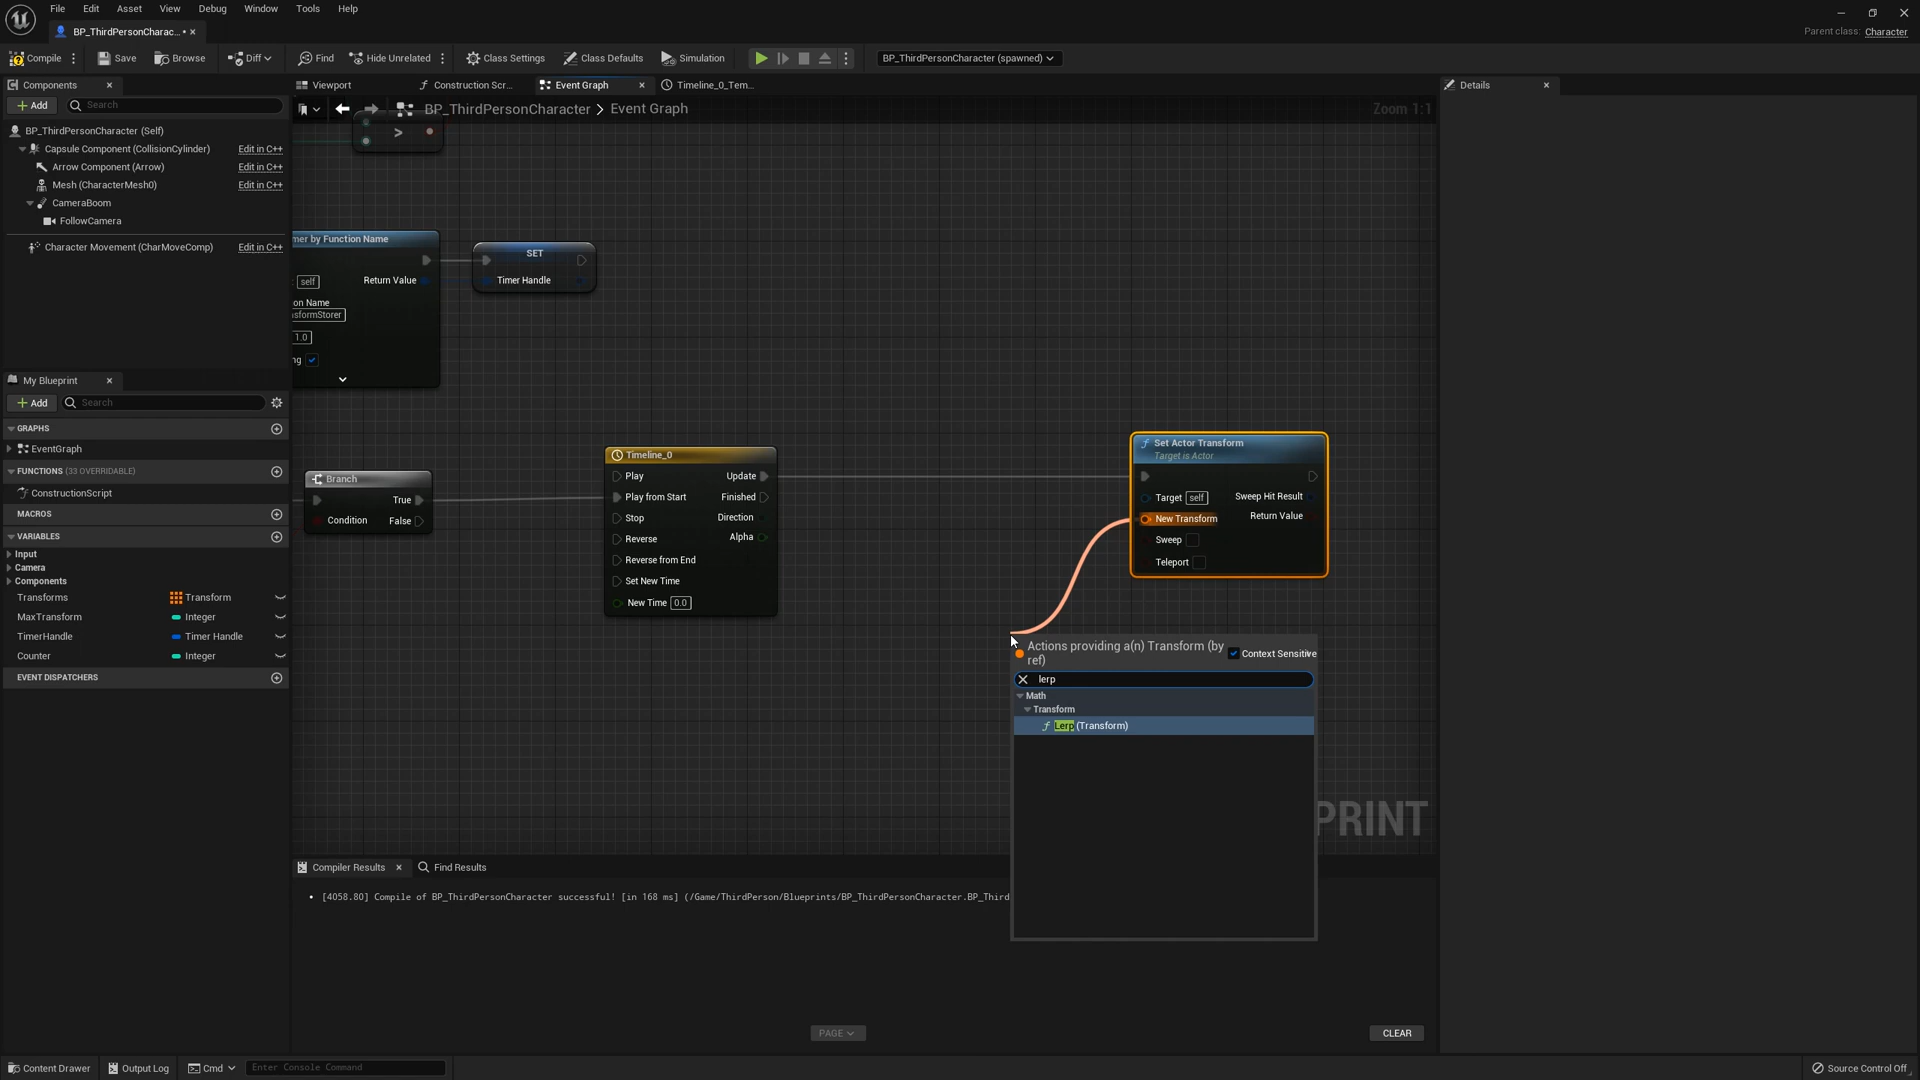 File Edit Asset View Debug Window Tools Help
BP_ThirdPersonCharac... •
Parent class: Character
Compile Save Browse Diff Find Hide Unrelated Class Settings Class Defaults Simulation BP_ThirdPersonCharacter (spawned)
Components
Viewport Construction Scr... Event Graph Timeline_0_Tem...
Details
Add Search
BP_ThirdPersonCharacter > Event Graph
Zoom 1:1
BP_ThirdPersonCharacter (Self)
Capsule Component (CollisionCylinder) Edit in C++
Arrow Component (Arrow) Edit in C++
Mesh (CharacterMesh0) Edit in C++
CameraBoom
FollowCamera
Character Movement (CharMoveComp) Edit in C++
>
mer by Function Name
self
Return Value
on Name
nsformStorer
1.0
ng
SET
Timer Handle
My Blueprint
Add Search
GRAPHS
EventGraph
FUNCTIONS (33 OVERRIDABLE)
ConstructionScript
MACROS
VARIABLES
Input
Camera
Components
Transforms Transform
MaxTransform Integer
TimerHandle Timer Handle
Counter Integer
EVENT DISPATCHERS
Branch
True
Condition False
Timeline_0
Play Update
Play from Start Finished
Stop Direction
Reverse Alpha
Reverse from End
Set New Time
New Time 0.0
Set Actor Transform
Target is Actor
Target self Sweep Hit Result
New Transform Return Value
Sweep
Teleport
Actions providing a(n) Transform (by
ref)
Context Sensitive
lerp
Math
Transform
Lerp (Transform)
PRINT
Compiler Results Find Results
[4058.80] Compile of BP_ThirdPersonCharacter successful! [in 168 ms] (/Game/ThirdPerson/Blueprints/BP_ThirdPersonCharacter.BP_Third
PAGE
CLEAR
Content Drawer Output Log Cmd Enter Console Command Source Control Off